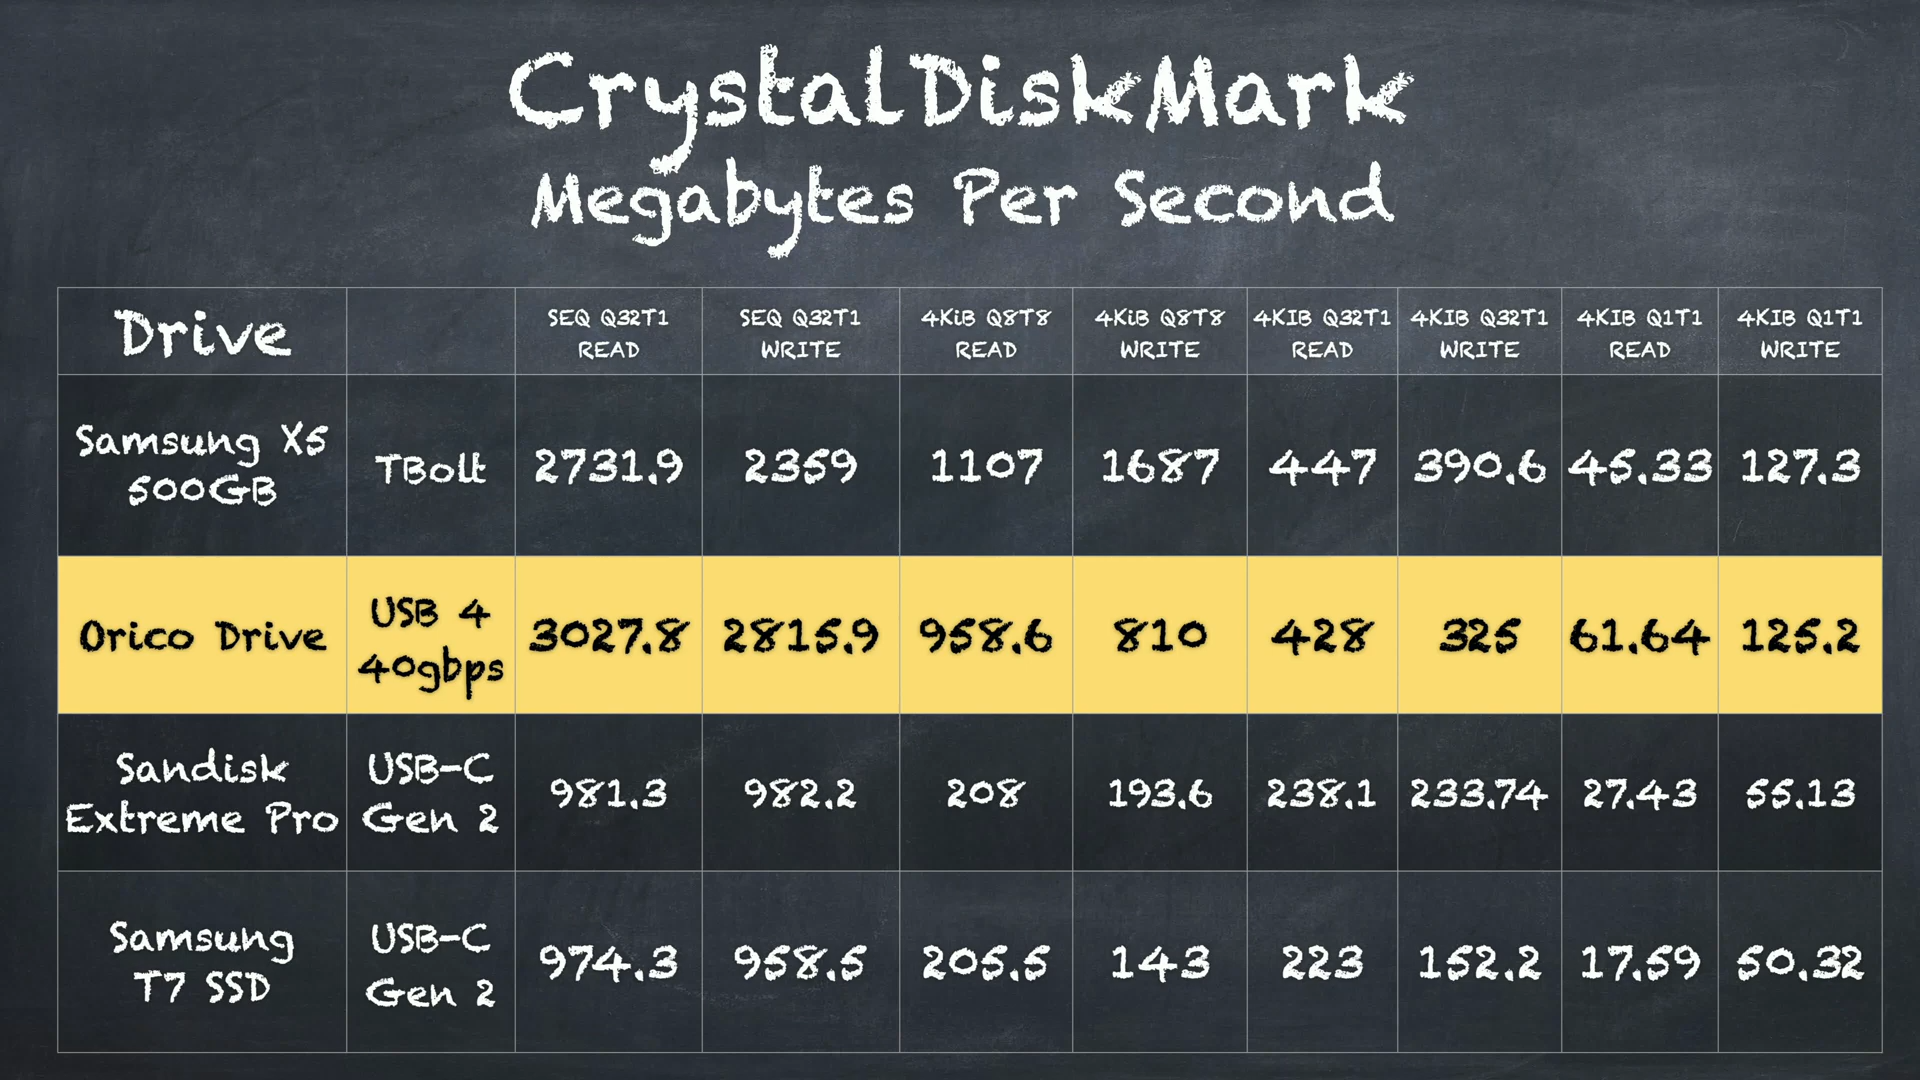 CrystalDiskMark
Megabytes Per Second
Drive
SEQ Q32T1
READ
SEQ Q32T1
WRITE
4KiB Q8T8
READ
4KiB Q8T8
WRITE
4KIB Q32T1
READ
4KIB Q32T1
WRITE
4KIB Q1T1
READ
4KIB Q1T1
WRITE
Samsung X5
500GB
TBolt
2731.9
2359
1107
1687
447
390.6
45.33
127.3
Orico Drive
USB 4
40gbps
3027.8
2815.9
958.6
810
428
325
61.64
125.2
Sandisk
Extreme Pro
USB-C
Gen 2
981.3
982.2
208
193.6
238.1
233.74
27.43
55.13
Samsung
T7 SSD
USB-C
Gen 2
974.3
958.5
205.5
143
223
152.2
17.59
50.32